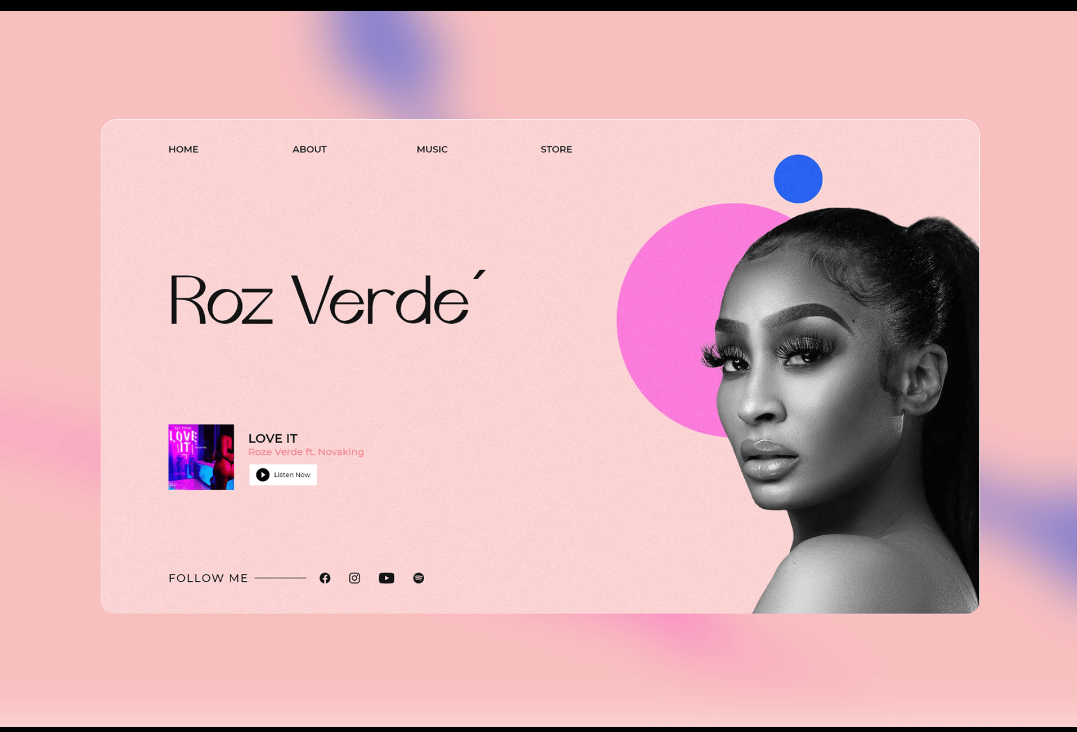 HOME ABOUT MUSIC STORE
Roz Verde´
LOVE IT
LOVE IT
Roze Verde ft. Novaking
Listen Now
FOLLOW ME